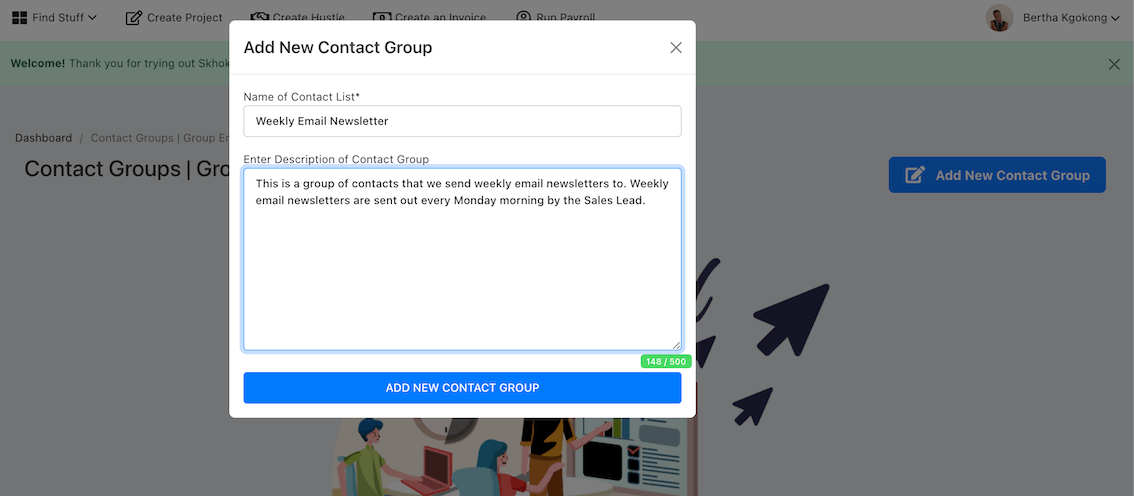 Find Stuff
Create Project
Create Hustle
Create an Invoice
Run Payroll
Bertha Kgokong
Add New Contact Group
Welcome! Thank you for trying out Skhok
Name of Contact List*
Weekly Email Newsletter
Dashboard / Contact Groups | Group En
Enter Description of Contact Group
Contact Groups | Gro
Add New Contact Group
This is a group of contacts that we send weekly email newsletters to. Weekly
email newsletters are sent out every Monday morning by the Sales Lead.
148 / 500
ADD NEW CONTACT GROUP